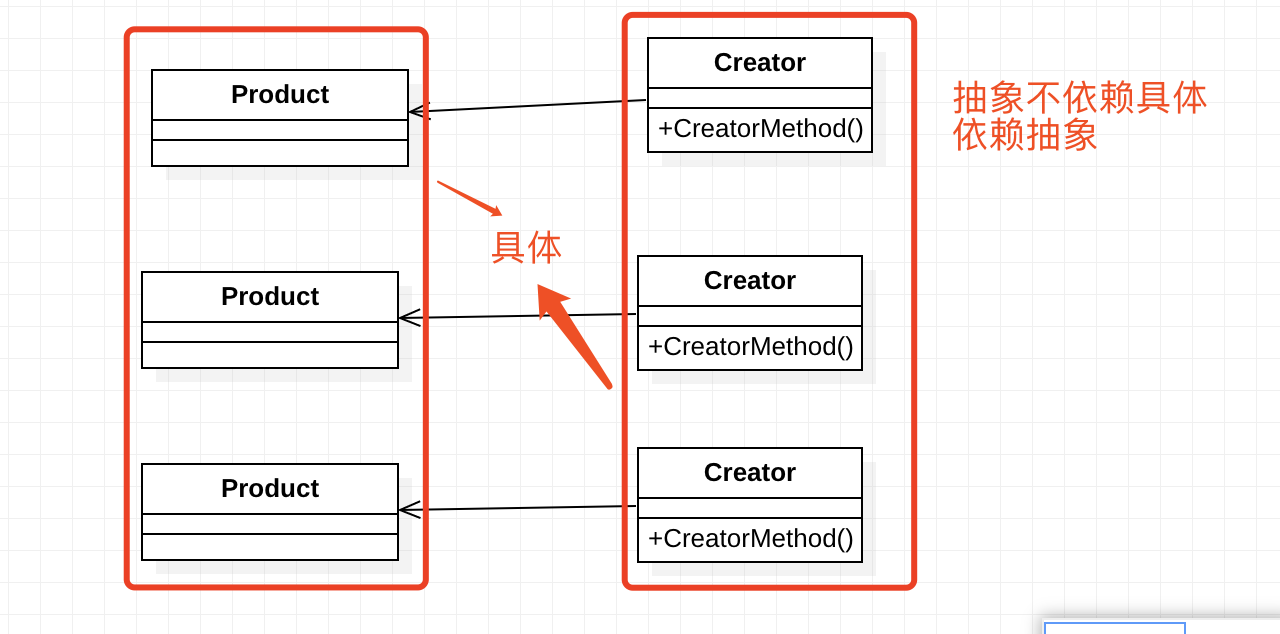 Product
Creator
+CreatorMethod()
抽象不依赖具体
依赖抽象
具体
Product
Creator
+CreatorMethod()
Product
Creator
+CreatorMethod()